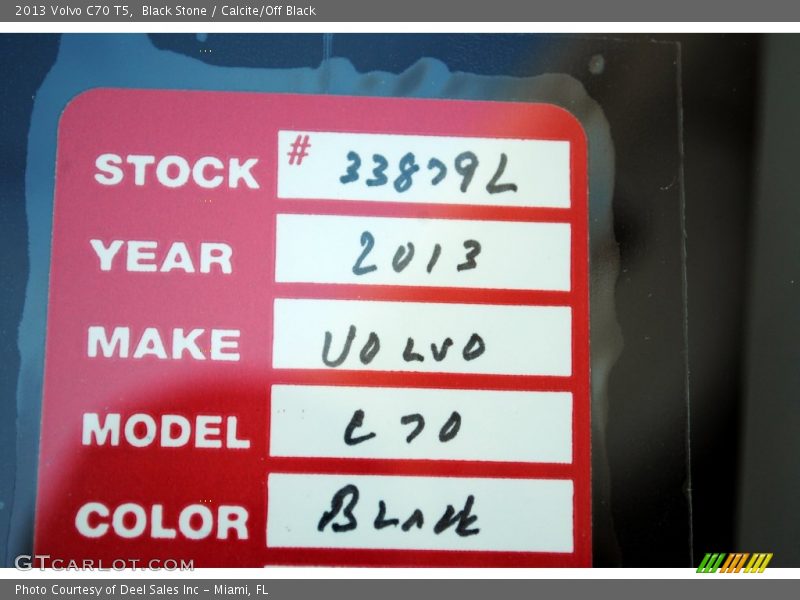 2013 Volvo C70 T5, Black Stone / Calcite/Off Black
STOCK # 33879L
YEAR 2013
MAKE VOLVO
MODEL C70
COLOR BLACK
GTCARLOT.COM
Photo Courtesy of Deel Sales Inc - Miami, FL